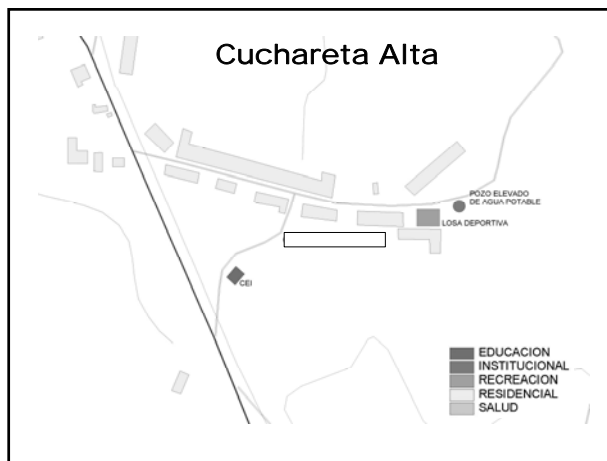 Cuchareta Alta
POZO ELEVADO
DE AGUA POTABLE
LOSA DEPORTIVA
CEI
EDUCACION
INSTITUCIONAL
RECREACION
RESIDENCIAL
SALUD